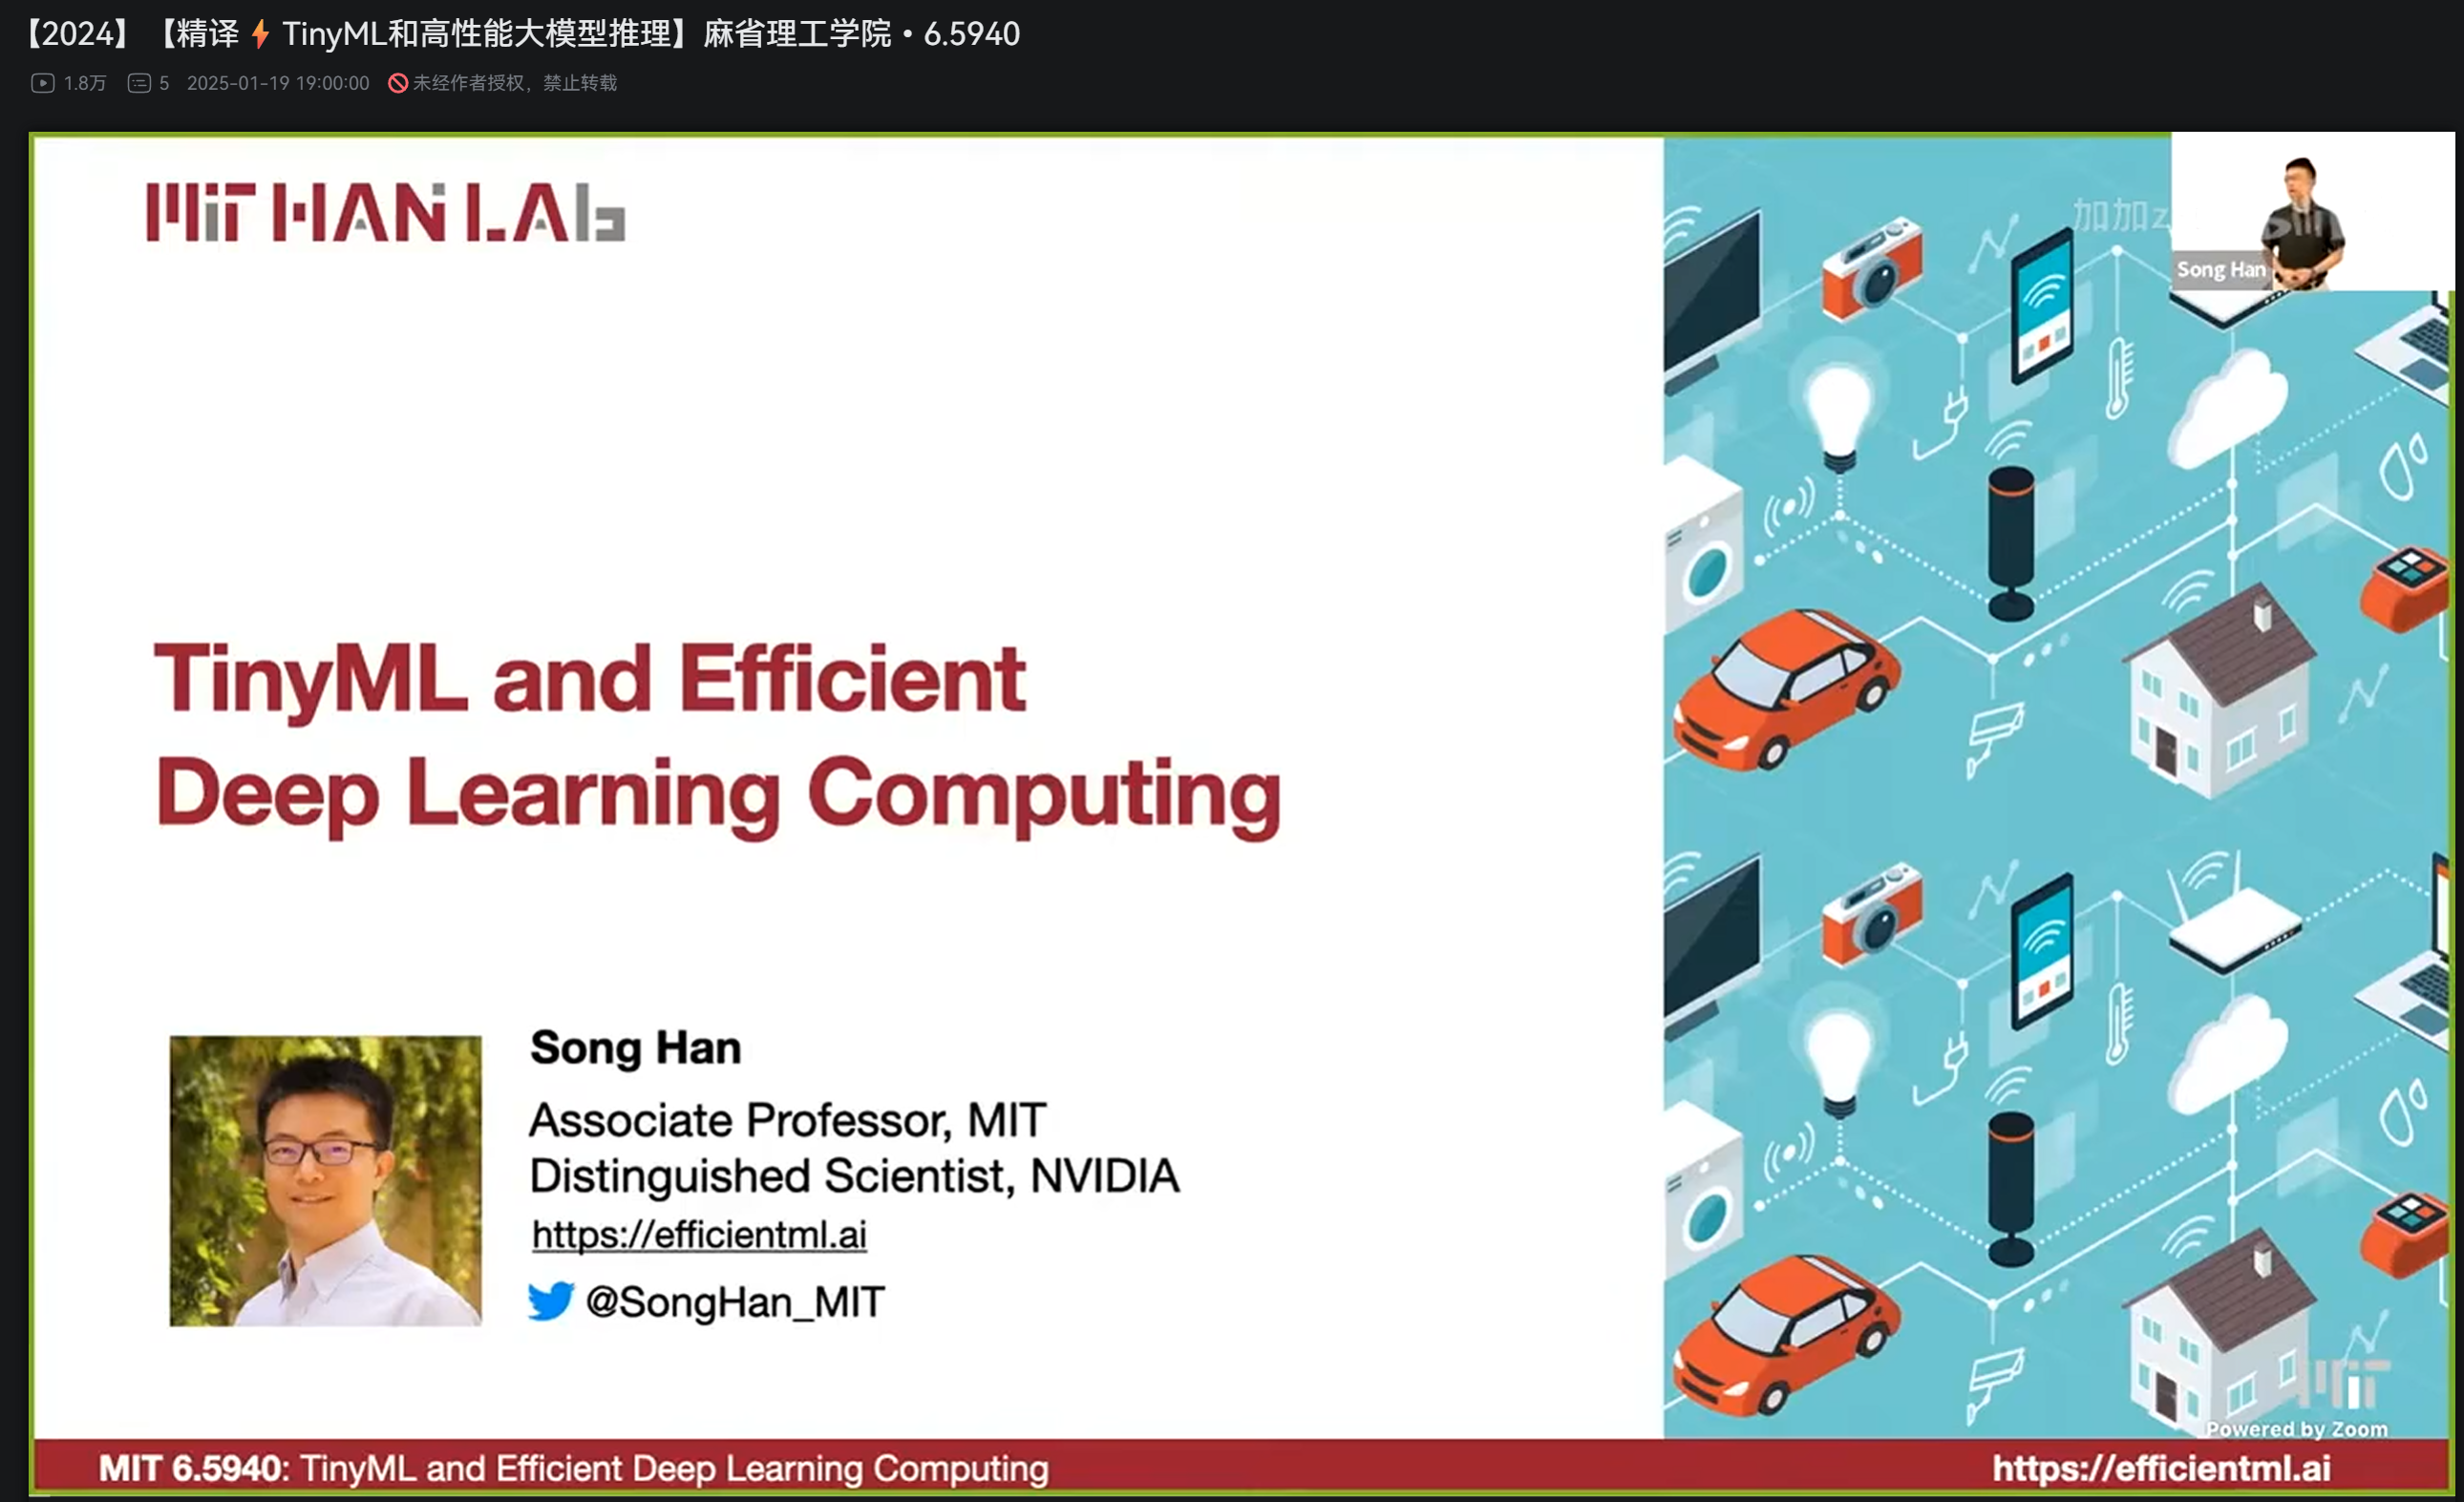 【2024】【精译⚡TinyML和高性能大模型推理】麻省理工学院 • 6.5940
1.8万 5 2025-01-19 19:00:00 未经作者授权，禁止转载
MIT HAN LAb
加加z
Song Han
TinyML and Efficient
Deep Learning Computing
Song Han
Associate Professor, MIT
Distinguished Scientist, NVIDIA
https://efficientml.ai
@SongHan_MIT
MIT
Powered by Zoom
MIT 6.5940: TinyML and Efficient Deep Learning Computing
https://efficientml.ai